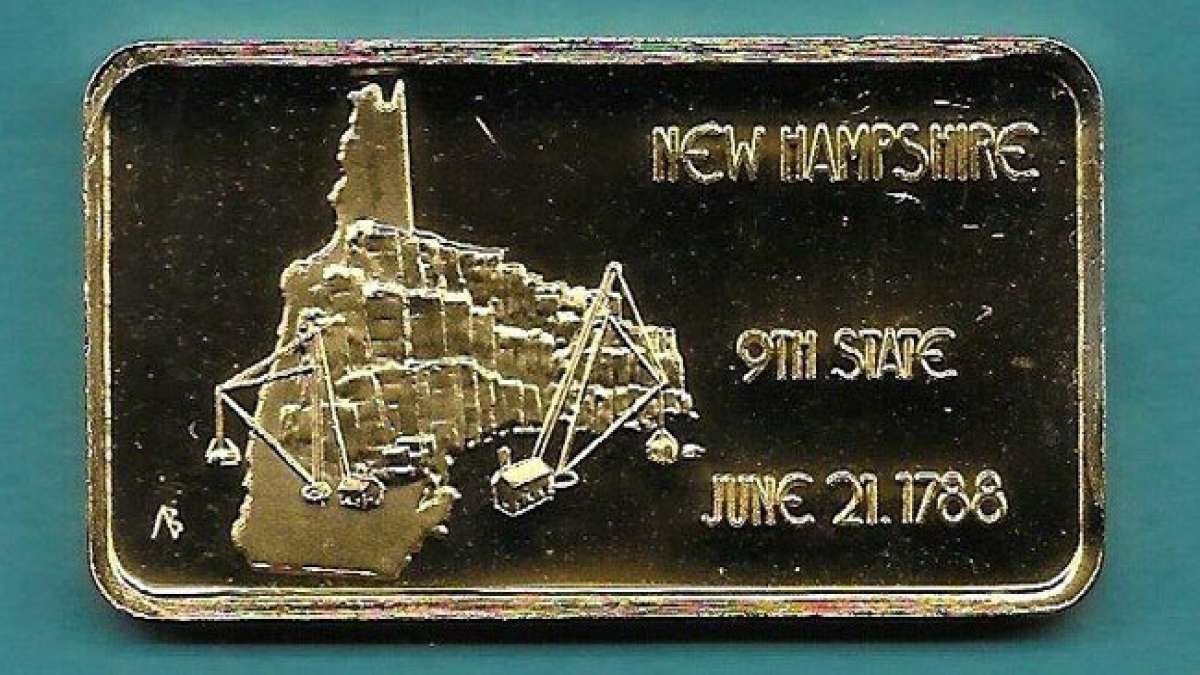 NEW HAMPSHIRE
9TH STATE
JUNE 21.1788